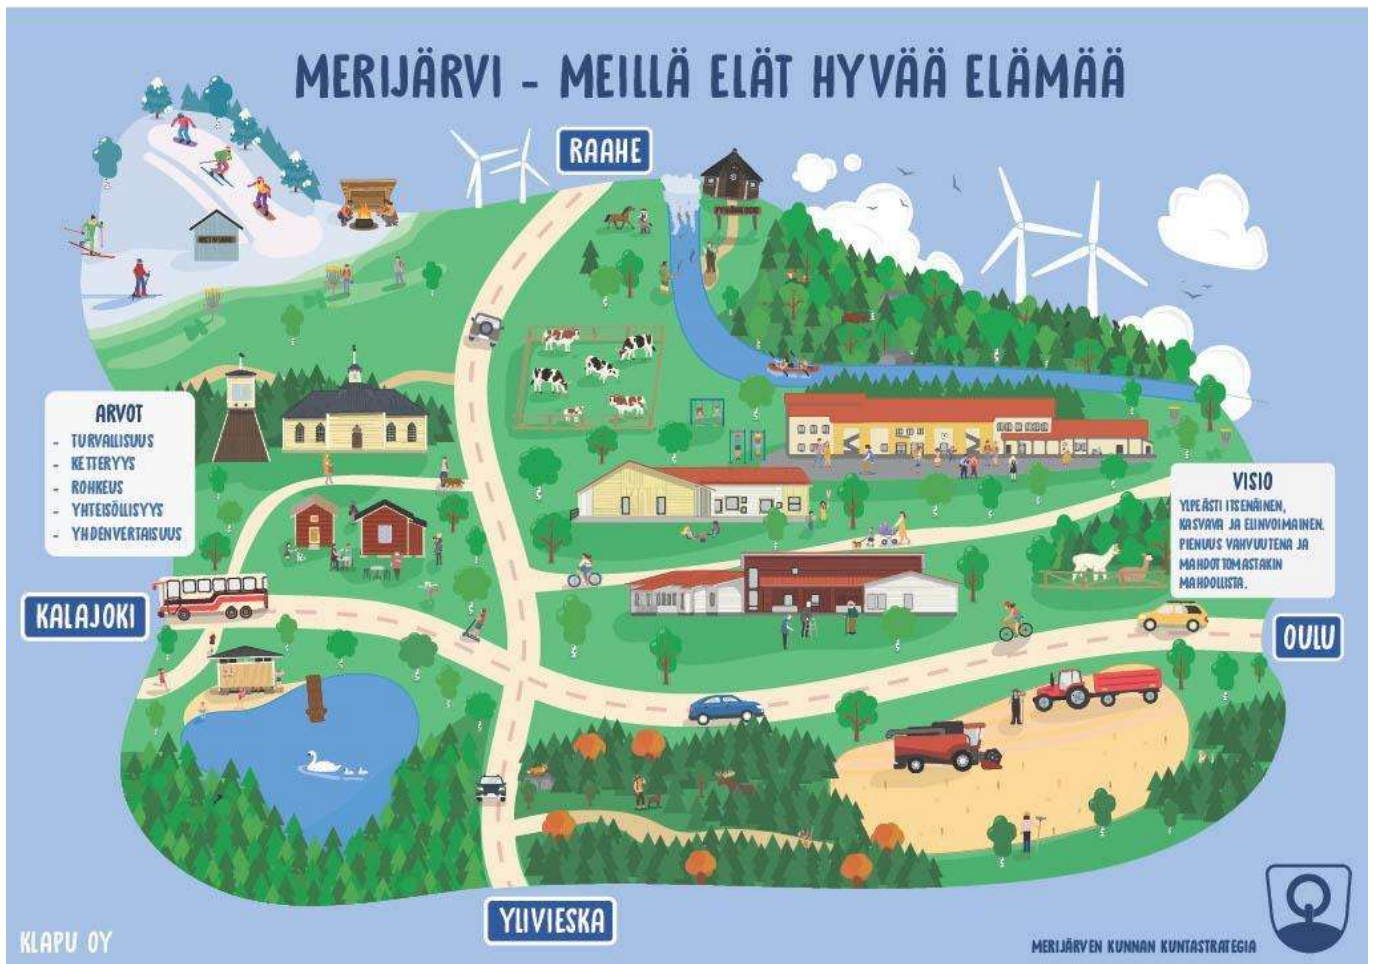 MERIJÄRVI - MEILLÄ ELÄT HYVÄÄ ELÄMÄÄ
RAAHE
ARVOT
- TURVALLISUUS
- KETTERYYS
- ROHKEUS
- YHTEISÖLLISYYS
- YHDENVERTAISUUS
VISIO
YLPEÄSTI ITSENÄINEN,
KASVAVA JA ELINVOIMAINEN.
PIENUUS VAHVUUTENA JA
MAHDOTTOMASTAKIN
MAHDOLLISTA.
KALAJOKI
OULU
YLIVIESKA
KLAPU OY
MERIJÄRVEN KUNNAN KUNTASTRATEGIA